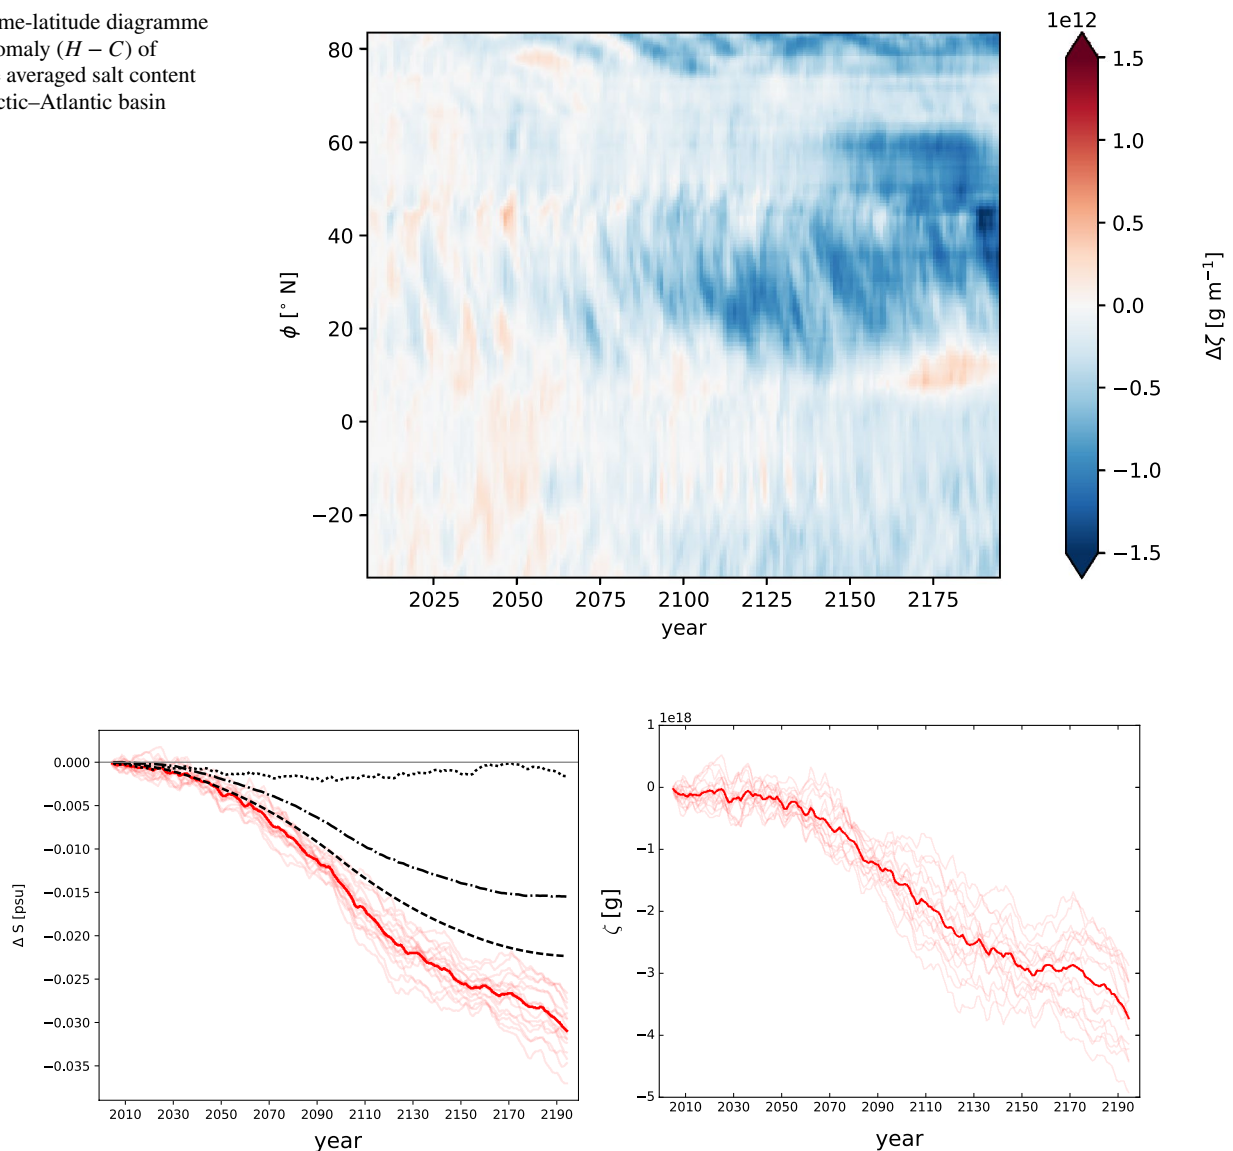 me-latitude diagramme
omaly (H − C) of
averaged salt content
ctic–Atlantic basin
1e12
80
60
40
20
0
−20
ϕ [° N]
2025 2050 2075 2100 2125 2150 2175
year
1.5
1.0
0.5
0.0
−0.5
−1.0
−1.5
Δζ [g m⁻¹]
0.000
−0.005
−0.010
−0.015
−0.020
−0.025
−0.030
−0.035
Δ S [psu]
2010 2030 2050 2070 2090 2110 2130 2150 2170 2190
year
1e18
1
0
−1
−2
−3
−4
−5
ζ [g]
2010 2030 2050 2070 2090 2110 2130 2150 2170 2190
year